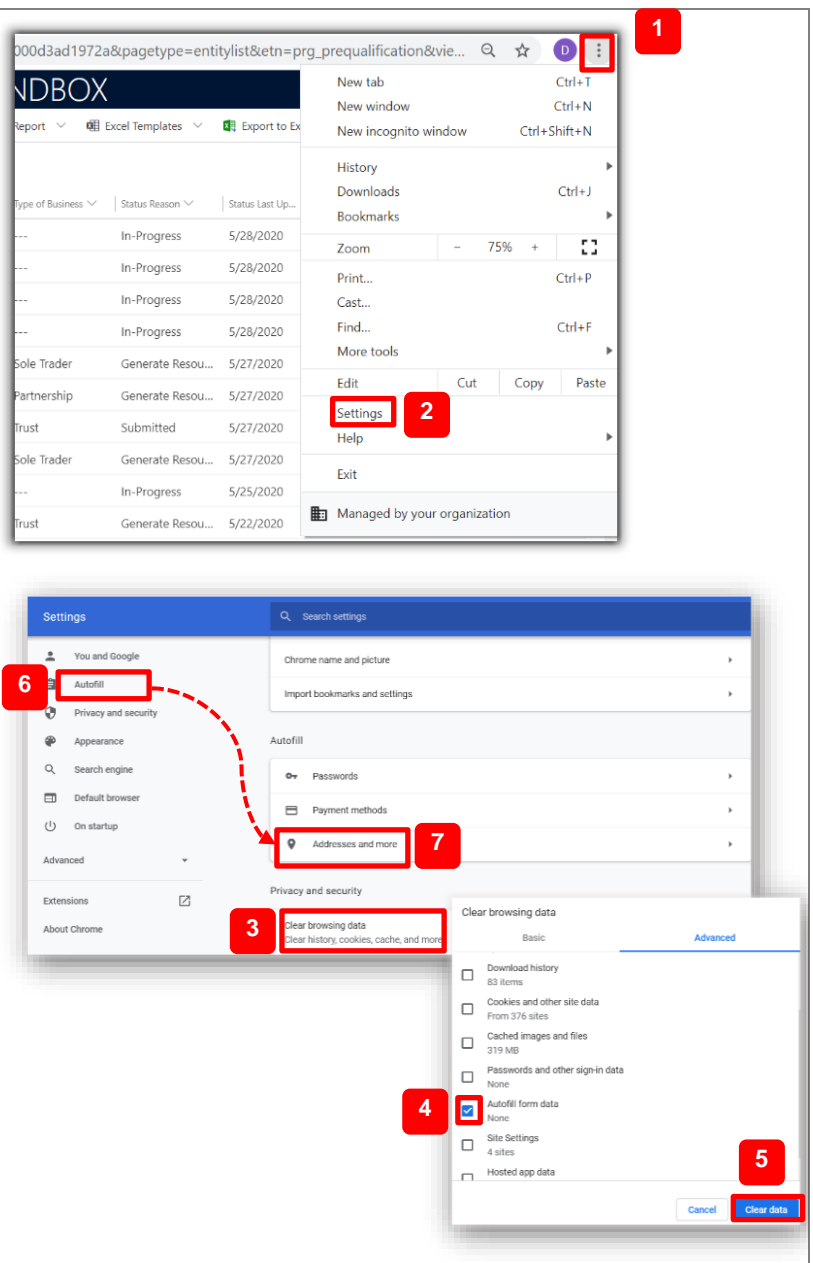 1
000d3ad1972a&pagetype=entitylist&etn=prg_prequalification&vie... D
NDBOX
Report Excel Templates Export to Ex
Type of Business Status Reason Status Last Up...
--- In-Progress 5/28/2020
--- In-Progress 5/28/2020
--- In-Progress 5/28/2020
--- In-Progress 5/28/2020
Sole Trader Generate Resou... 5/27/2020
Partnership Generate Resou... 5/27/2020
Trust Submitted 5/27/2020
Sole Trader Generate Resou... 5/27/2020
--- In-Progress 5/25/2020
Trust Generate Resou... 5/22/2020
New tab Ctrl+T
New window Ctrl+N
New incognito window Ctrl+Shift+N
History
Downloads Ctrl+J
Bookmarks
Zoom - 75% +
Print... Ctrl+P
Cast...
Find... Ctrl+F
More tools
Edit Cut Copy Paste
Settings 2
Help
Exit
Managed by your organization
Settings Search settings
You and Google
6 Autofill
Privacy and security
Appearance
Search engine
Default browser
On startup
Advanced
Extensions
About Chrome
Chrome name and picture
Import bookmarks and settings
Autofill
Passwords
Payment methods
Addresses and more 7
Privacy and security
3 Clear browsing data
Clear history, cookies, cache, and more
Clear browsing data
Basic Advanced
Download history
83 items
Cookies and other site data
From 376 sites
Cached images and files
319 MB
Passwords and other sign-in data
None
4 Autofill form data
None
Site Settings
4 sites
Hosted app data
5
Cancel Clear data